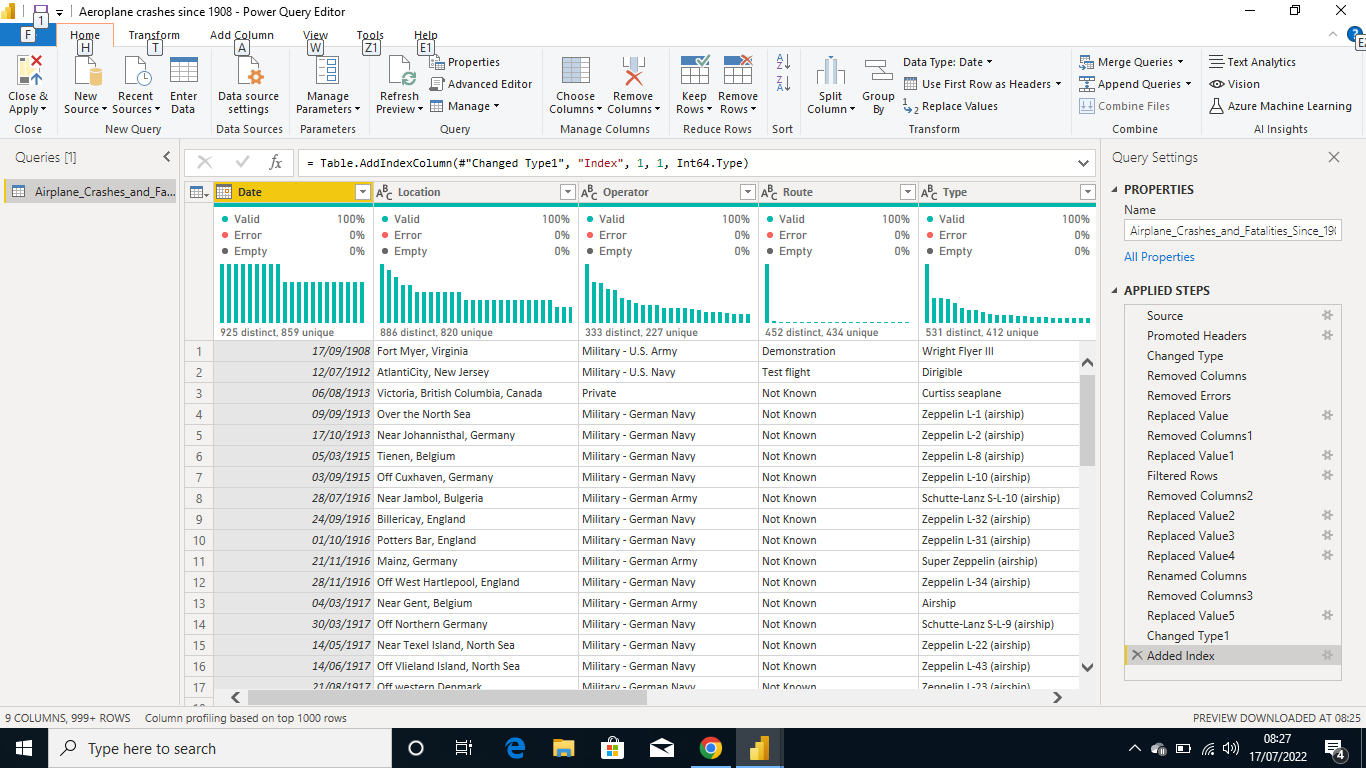 Aeroplane crashes since 1908 - Power Query Editor
1
F
Home Transform Add Column View Tools Help
H T A W Z1 E1
Close & Apply
New Source
Recent Sources
Enter Data
Data source settings
Manage Parameters
Refresh Preview
Properties
Advanced Editor
Manage
Choose Columns
Remove Columns
Keep Rows
Remove Rows
Split Column
Group By
Data Type: Date
Use First Row as Headers
Replace Values
Merge Queries
Append Queries
Combine Files
Text Analytics
Vision
Azure Machine Learning
Close New Query Data Sources Parameters Query Manage Columns Reduce Rows Sort Transform Combine AI Insights
Queries [1]
Airplane_Crashes_and_Fa...
fx = Table.AddIndexColumn(#"Changed Type1", "Index", 1, 1, Int64.Type)
Date Location Operator Route Type
Valid 100% Valid 100% Valid 100% Valid 100% Valid 100%
Error 0% Error 0% Error 0% Error 0% Error 0%
Empty 0% Empty 0% Empty 0% Empty 0% Empty 0%
925 distinct, 859 unique 886 distinct, 820 unique 333 distinct, 227 unique 452 distinct, 434 unique 531 distinct, 412 unique
1 17/09/1908 Fort Myer, Virginia Military - U.S. Army Demonstration Wright Flyer III
2 12/07/1912 AtlantiCity, New Jersey Military - U.S. Navy Test flight Dirigible
3 06/08/1913 Victoria, British Columbia, Canada Private Not Known Curtiss seaplane
4 09/09/1913 Over the North Sea Military - German Navy Not Known Zeppelin L-1 (airship)
5 17/10/1913 Near Johannisthal, Germany Military - German Navy Not Known Zeppelin L-2 (airship)
6 05/03/1915 Tienen, Belgium Military - German Navy Not Known Zeppelin L-8 (airship)
7 03/09/1915 Off Cuxhaven, Germany Military - German Navy Not Known Zeppelin L-10 (airship)
8 28/07/1916 Near Jambol, Bulgeria Military - German Army Not Known Schutte-Lanz S-L-10 (airship)
9 24/09/1916 Billericay, England Military - German Navy Not Known Zeppelin L-32 (airship)
10 01/10/1916 Potters Bar, England Military - German Navy Not Known Zeppelin L-31 (airship)
11 21/11/1916 Mainz, Germany Military - German Army Not Known Super Zeppelin (airship)
12 28/11/1916 Off West Hartlepool, England Military - German Navy Not Known Zeppelin L-34 (airship)
13 04/03/1917 Near Gent, Belgium Military - German Army Not Known Airship
14 30/03/1917 Off Northern Germany Military - German Navy Not Known Schutte-Lanz S-L-9 (airship)
15 14/05/1917 Near Texel Island, North Sea Military - German Navy Not Known Zeppelin L-22 (airship)
16 14/06/1917 Off Vlieland Island, North Sea Military - German Navy Not Known Zeppelin L-43 (airship)
17 21/08/1917 Off western Denmark Military - German Navy Not Known Zeppelin L-23 (airship)
Query Settings
PROPERTIES
Name
Airplane_Crashes_and_Fatalities_Since_190
All Properties
APPLIED STEPS
Source
Promoted Headers
Changed Type
Removed Columns
Removed Errors
Replaced Value
Removed Columns1
Replaced Value1
Filtered Rows
Removed Columns2
Replaced Value2
Replaced Value3
Replaced Value4
Renamed Columns
Removed Columns3
Replaced Value5
Changed Type1
Added Index
9 COLUMNS, 999+ ROWS Column profiling based on top 1000 rows PREVIEW DOWNLOADED AT 08:25
Type here to search
08:27
17/07/2022
4